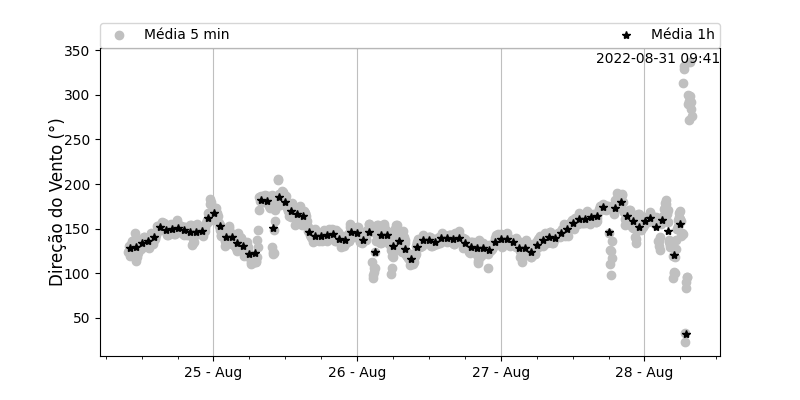 Média 5 min
Média 1h
2022-08-31 09:41
Direção do Vento (°)
350
300
250
200
150
100
50
25 - Aug
26 - Aug
27 - Aug
28 - Aug